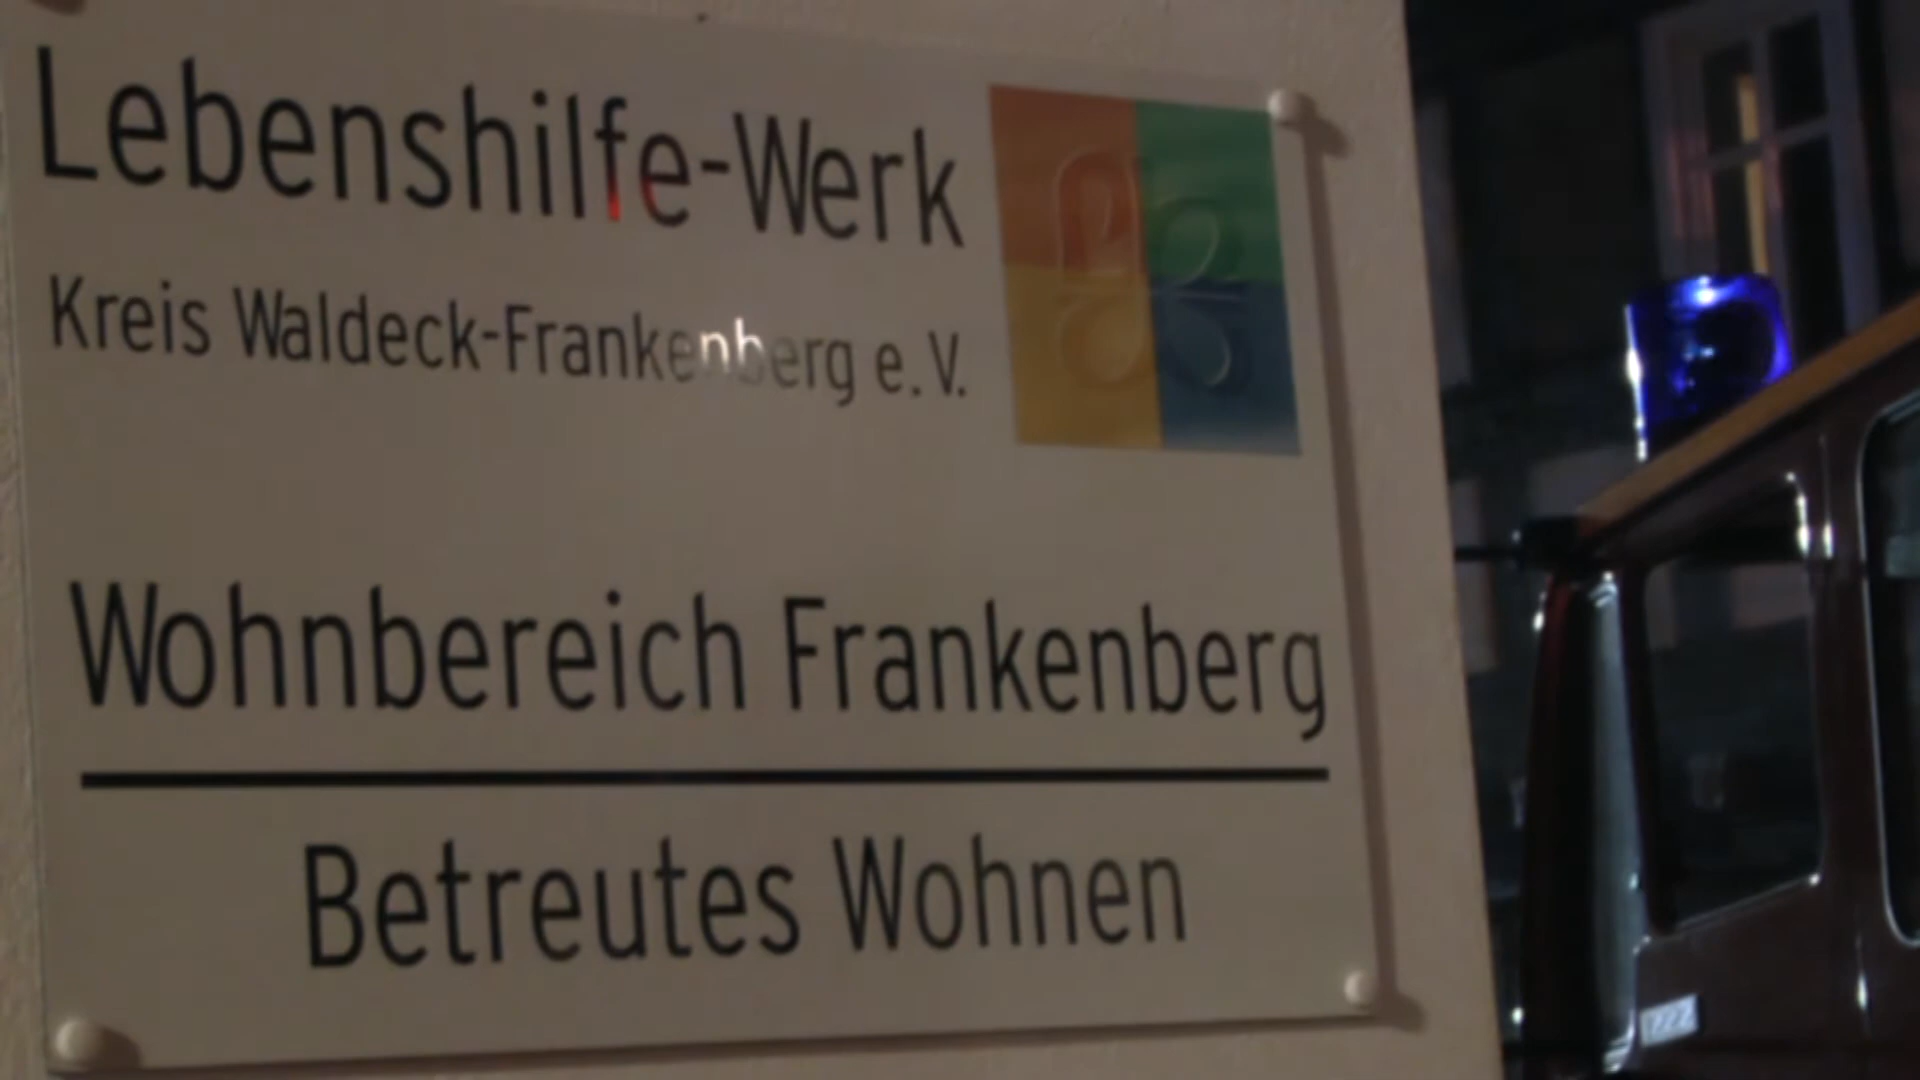 Lebenshilfe-Werk
Kreis Waldeck-Frankenberg e.V.
Wohnbereich Frankenberg
Betreutes Wohnen